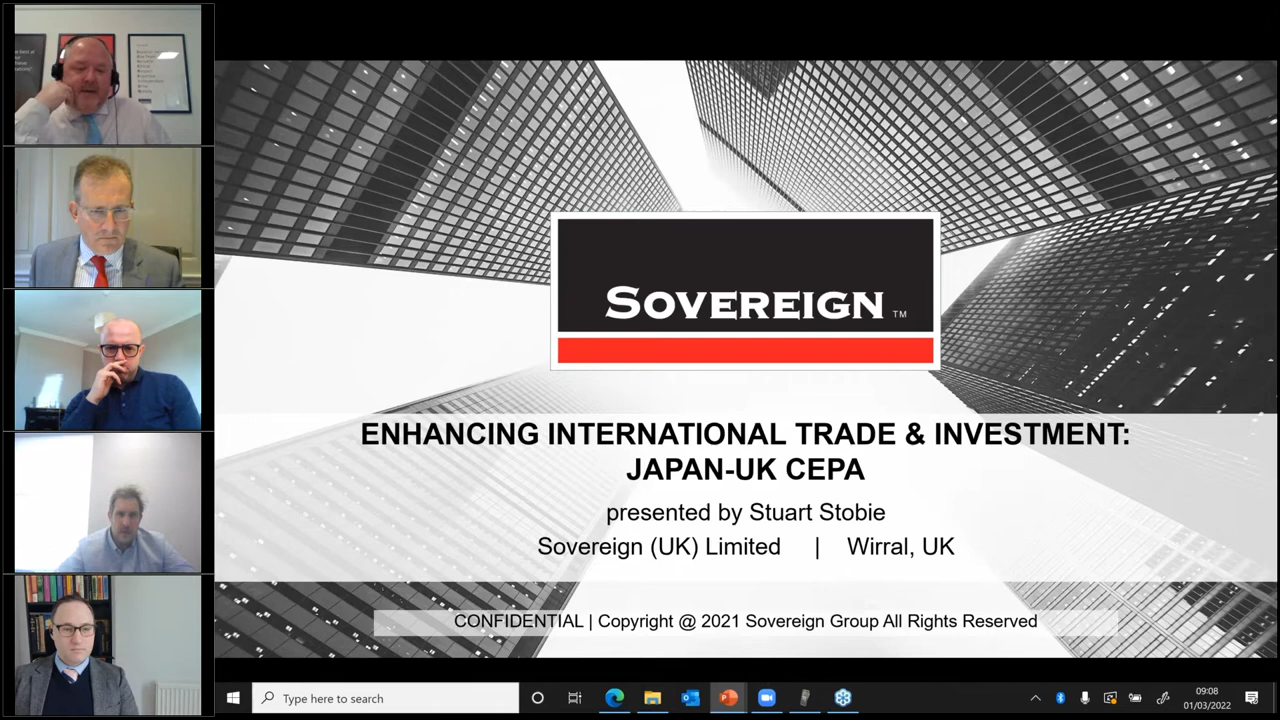 SOVEREIGN TM
ENHANCING INTERNATIONAL TRADE & INVESTMENT:
JAPAN-UK CEPA
presented by Stuart Stobie
Sovereign (UK) Limited | Wirral, UK
CONFIDENTIAL | Copyright @ 2021 Sovereign Group All Rights Reserved
Type here to search
09:08
01/03/2022